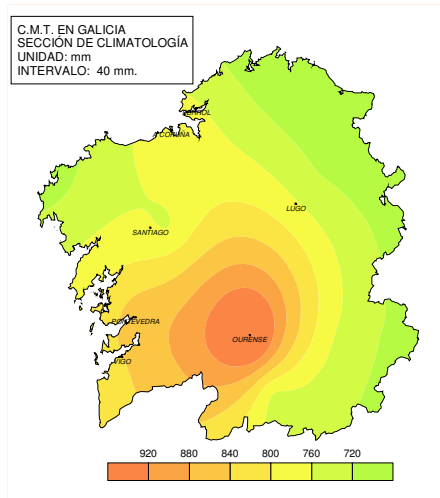 C.M.T. EN GALICIA
SECCIÓN DE CLIMATOLOGÍA
UNIDAD: mm
INTERVALO: 40 mm.
FERROL
A CORUÑA
LUGO
SANTIAGO
PONTEVEDRA
OURENSE
VIGO
920 880 840 800 760 720